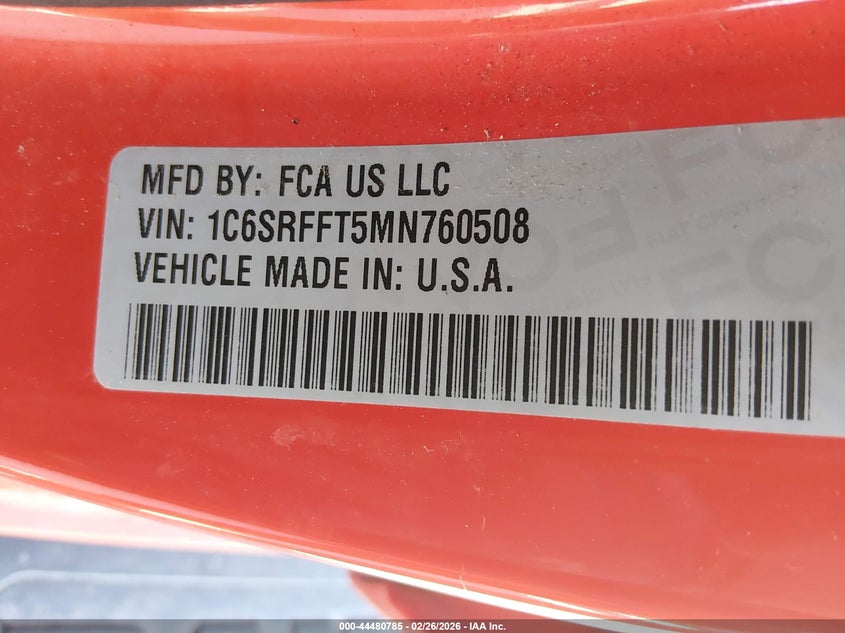 MFD BY: FCA US LLC
VIN: 1C6SRFFT5MN760508
VEHICLE MADE IN: U.S.A.
000-44480785 - 02/26/2026 - IAA Inc.